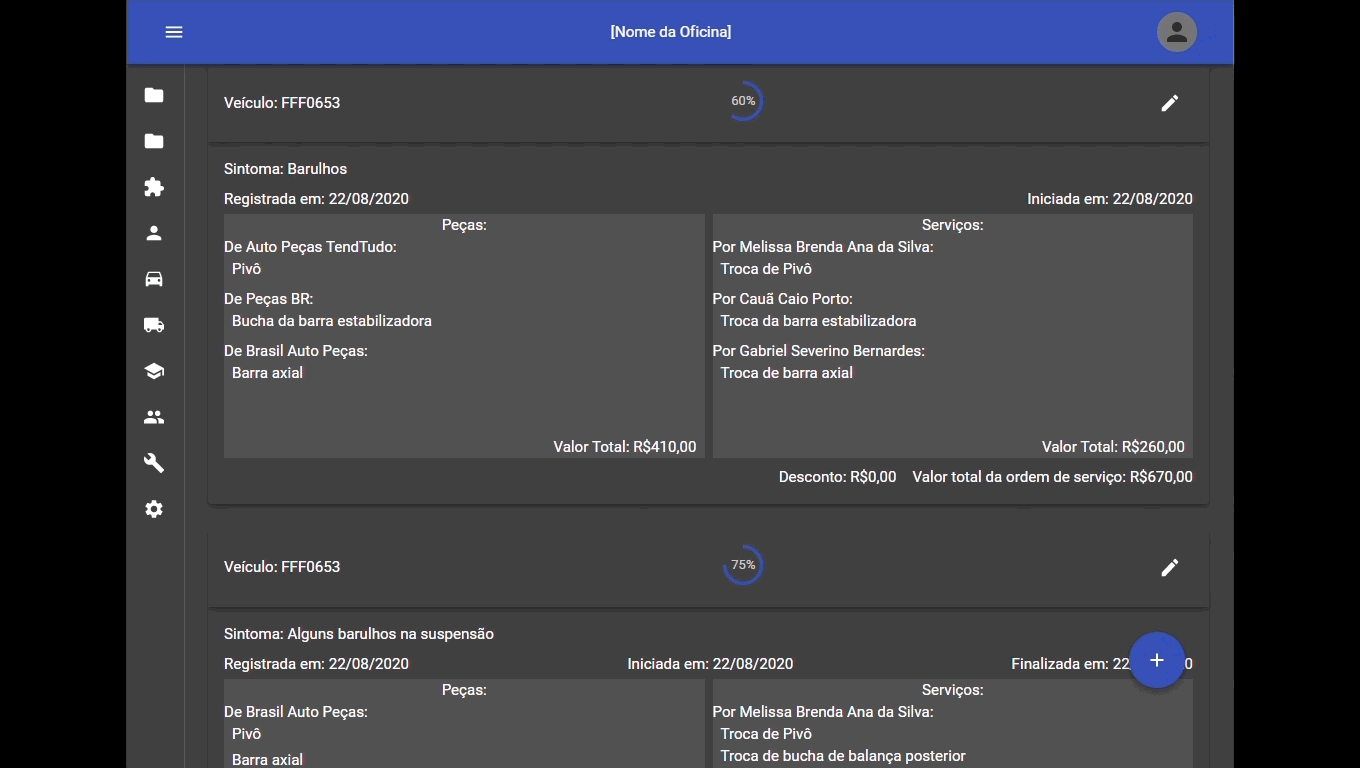 [Nome da Oficina]
Veículo: FFF0653
60%
Sintoma: Barulhos
Registrada em: 22/08/2020
Iniciada em: 22/08/2020
Peças:
De Auto Peças TendTudo:
Pivô
De Peças BR:
Bucha da barra estabilizadora
De Brasil Auto Peças:
Barra axial
Valor Total: R$410,00
Serviços:
Por Melissa Brenda Ana da Silva:
Troca de Pivô
Por Cauã Caio Porto:
Troca da barra estabilizadora
Por Gabriel Severino Bernardes:
Troca de barra axial
Valor Total: R$260,00
Desconto: R$0,00 Valor total da ordem de serviço: R$670,00
Veículo: FFF0653
75%
Sintoma: Alguns barulhos na suspensão
Registrada em: 22/08/2020
Iniciada em: 22/08/2020
Finalizada em: 22
Peças:
De Brasil Auto Peças:
Pivô
Barra axial
Serviços:
Por Melissa Brenda Ana da Silva:
Troca de Pivô
Troca de bucha de balança posterior